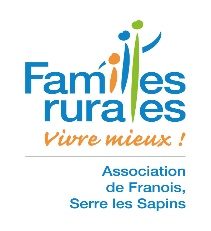 Familles
rurales
Vivre mieux !
Association
de Franois,
Serre les Sapins